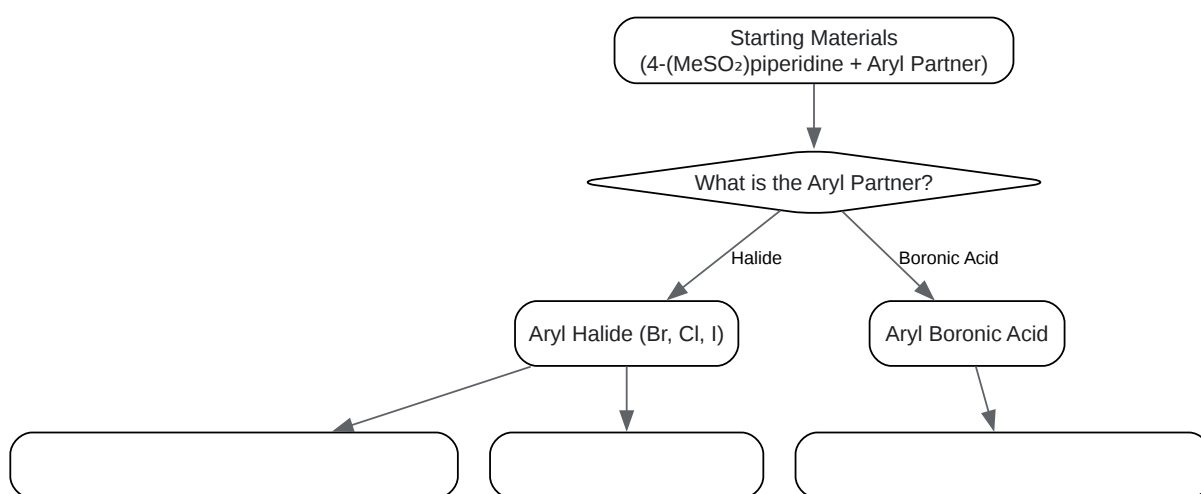 Starting Materials
(4-(MeSO₂)piperidine + Aryl Partner)
What is the Aryl Partner?
Halide
Boronic Acid
Aryl Halide (Br, Cl, I)
Aryl Boronic Acid